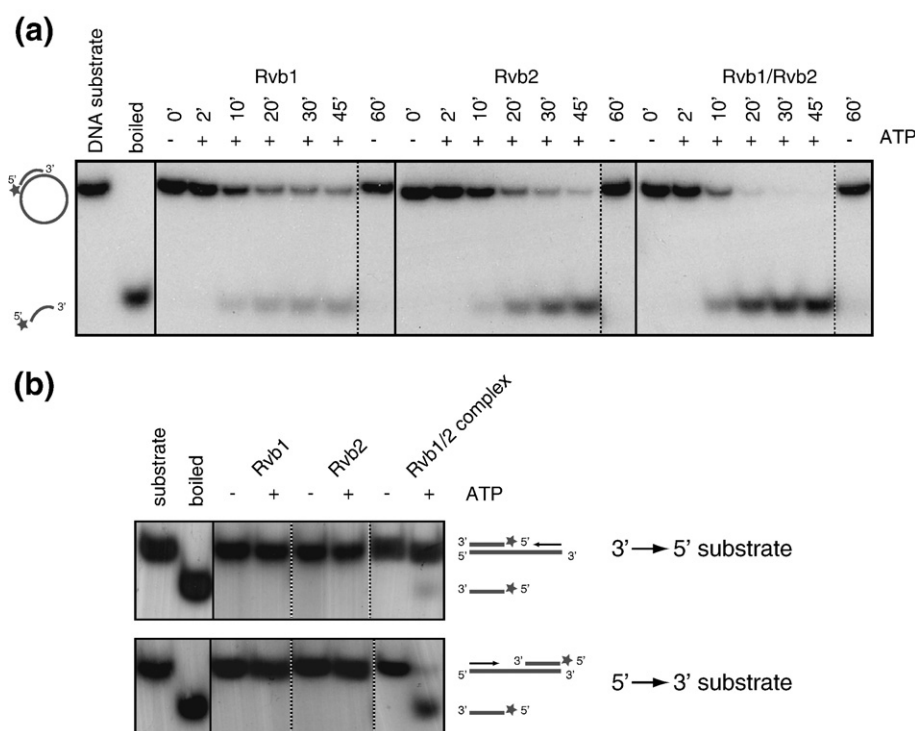 (a)
DNA substrate
boiled
Rvb1
Rvb2
Rvb1/Rvb2
0' 2' 10' 20' 30' 45' 60' 0' 2' 10' 20' 30' 45' 60' 0' 2' 10' 20' 30' 45' 60'
- + + + + + - - + + + + + - - + + + + + - ATP
5' 3'
5' 3'
(b)
substrate
boiled
Rvb1
Rvb2
Rvb1/2 complex
- + - + - + ATP
3' 5'
5' 3'
3' 5'
3' → 5' substrate
3' 5'
5' 3'
3' 5'
5' → 3' substrate